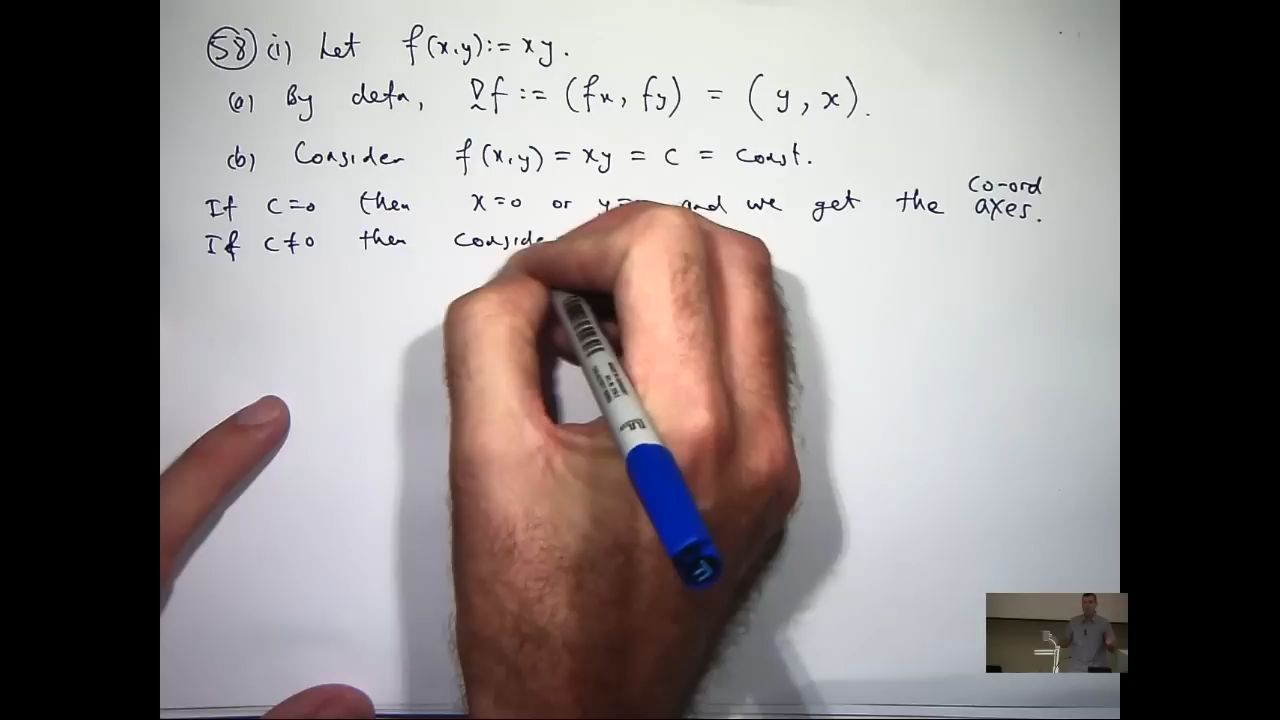 58 (i) Let f(x,y) := xy.
(a) By defn, ∇f := (fx, fy) = (y, x).
(b) Consider f(x,y) = xy = c = const.
If c=0 then x=0 or and we get the co-ord axes.
If c≠0 then conside
F